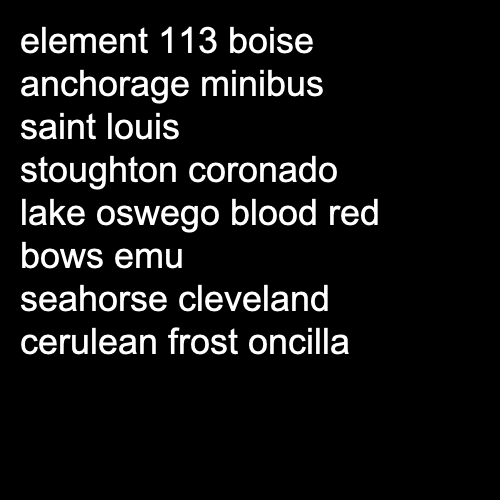 element 113 boise
anchorage minibus
saint louis
stoughton coronado
lake oswego blood red
bows emu
seahorse cleveland
cerulean frost oncilla